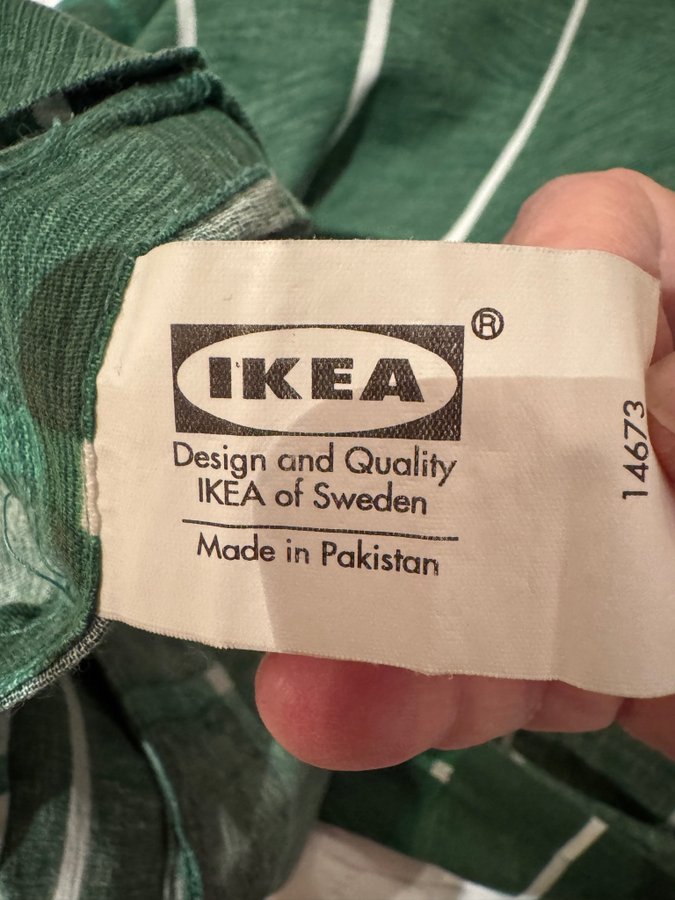 IKEA®
Design and Quality
IKEA of Sweden
Made in Pakistan
14673